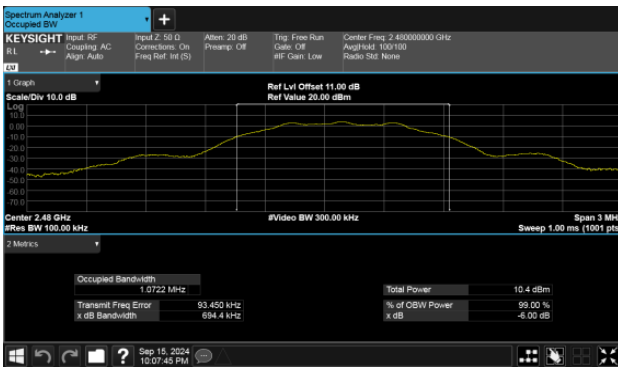 Spectrum Analyzer 1
Occupied BW
KEYSIGHT Input: RF Input Z: 50 Ω Atten: 20 dB Trig: Free Run Center Freq: 2.480000000 GHz
RL Coupling: AC Corrections: On Preamp: Off Gate: Off Avg|Hold: 100/100
Align: Auto Freq Ref: Int (S) #IF Gain: Low Radio Std: None
LXI
1 Graph Ref Lvl Offset 11.00 dB
Scale/Div 10.0 dB Ref Value 20.00 dBm
Log
10.0
0.00
-10.0
-20.0
-30.0
-40.0
-50.0
-60.0
-70.0
Center 2.48 GHz #Video BW 300.00 kHz Span 3 MH
#Res BW 100.00 kHz Sweep 1.00 ms (1001 pts
2 Metrics
Occupied Bandwidth
1.0722 MHz Total Power 10.4 dBm
Transmit Freq Error 93.450 kHz % of OBW Power 99.00 %
x dB Bandwidth 694.4 kHz x dB -6.00 dB
? Sep 15, 2024
10:07:45 PM